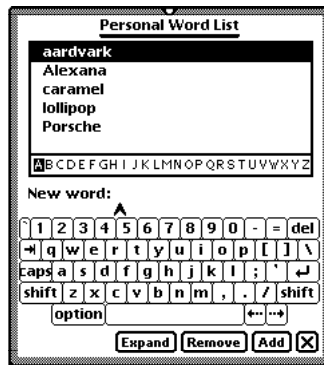 Personal Word List
aardvark
Alexana
caramel
lollipop
Porsche
ABCDEFGHIJKLMNOPQRSTUVWXYZ
New word:
` 1 2 3 4 5 6 7 8 9 0 - = del
q w e r t y u i o p [ ] \
caps a s d f g h j k l ; '
shift z x c v b n m , . / shift
option
Expand Remove Add X